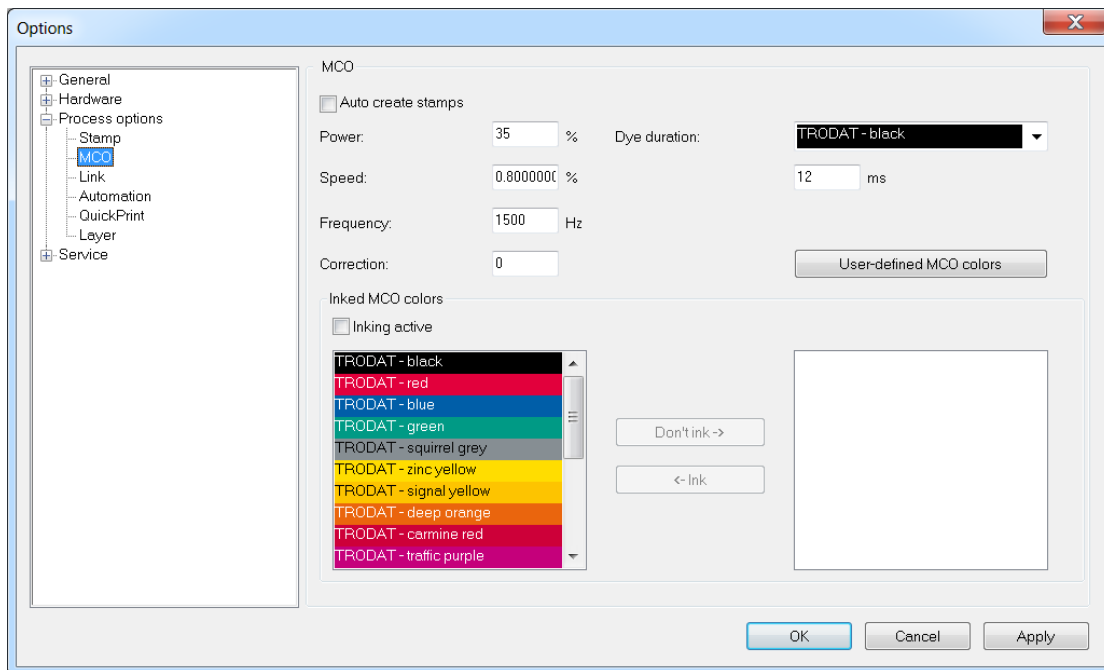 Options
General
Hardware
Process options
Stamp
MCO
Link
Automation
QuickPrint
Layer
Service
MCO
Auto create stamps
Power: 35 % Dye duration: TRODAT - black
Speed: 0.8000000 % 12 ms
Frequency: 1500 Hz
Correction: 0 User-defined MCO colors
Inked MCO colors
Inking active
TRODAT - black
TRODAT - red
TRODAT - blue
TRODAT - green
TRODAT - squirrel grey
TRODAT - zinc yellow
TRODAT - signal yellow
TRODAT - deep orange
TRODAT - carmine red
TRODAT - traffic purple
Don't ink ->
<- Ink
OK Cancel Apply